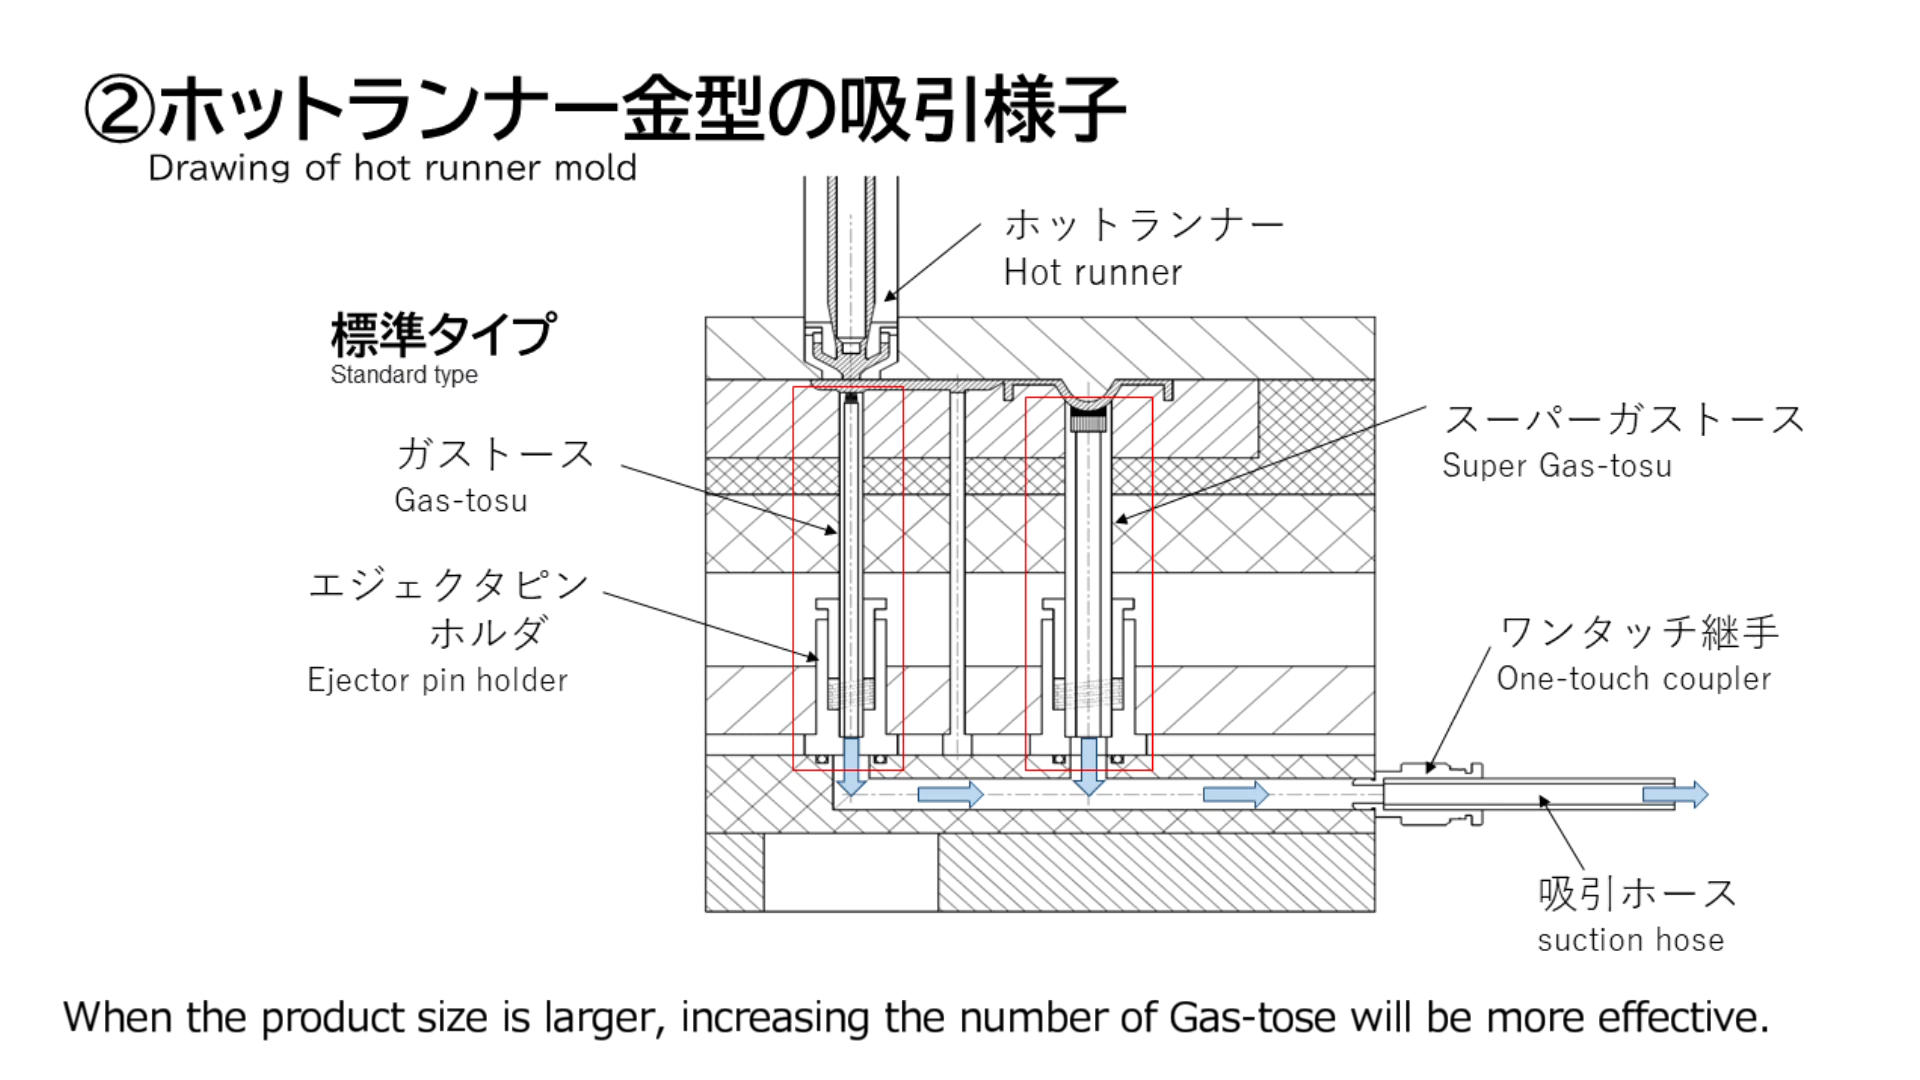 ②ホットランナー金型の吸引様子
Drawing of hot runner mold
ホットランナー
Hot runner
標準タイプ
Standard type
スーパーガストース
Super Gas-tosu
ガストース
Gas-tosu
エジェクタピン
ホルダ
Ejector pin holder
ワンタッチ継手
One-touch coupler
吸引ホース
suction hose
When the product size is larger, increasing the number of Gas-tose will be more effective.